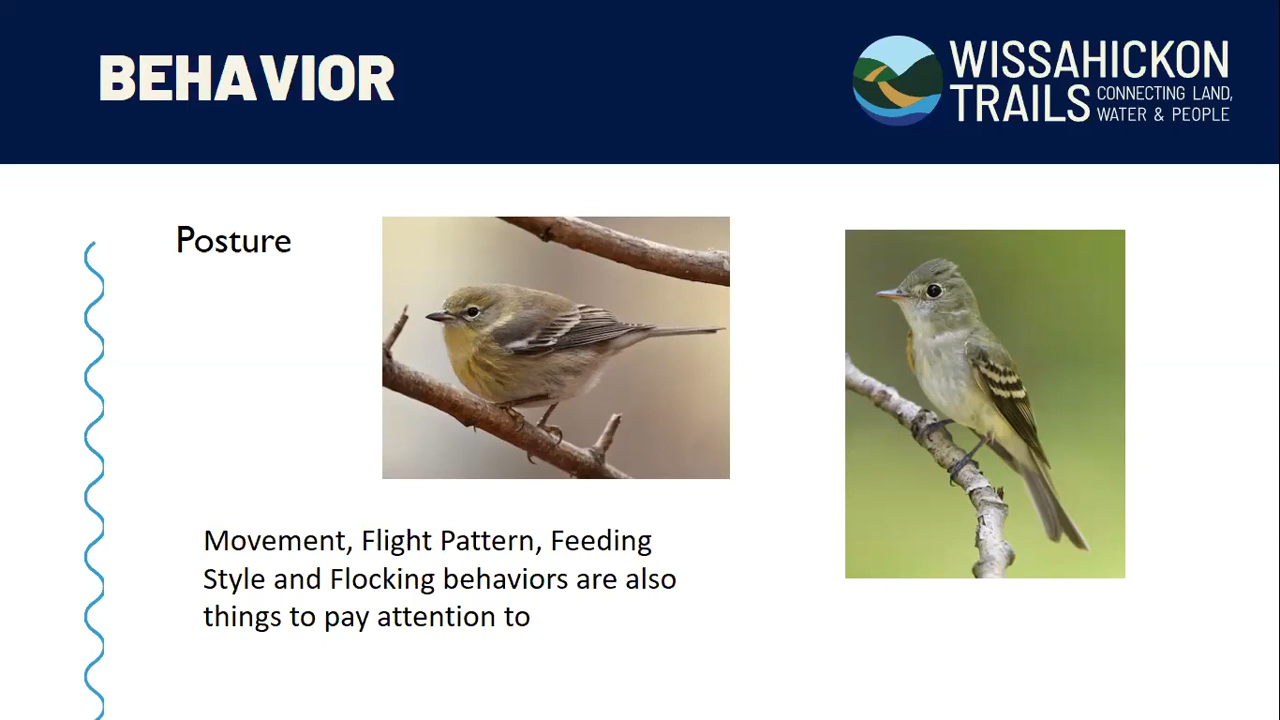 BEHAVIOR
WISSAHICKON
TRAILS CONNECTING LAND,
WATER & PEOPLE
Posture
Movement, Flight Pattern, Feeding
Style and Flocking behaviors are also
things to pay attention to